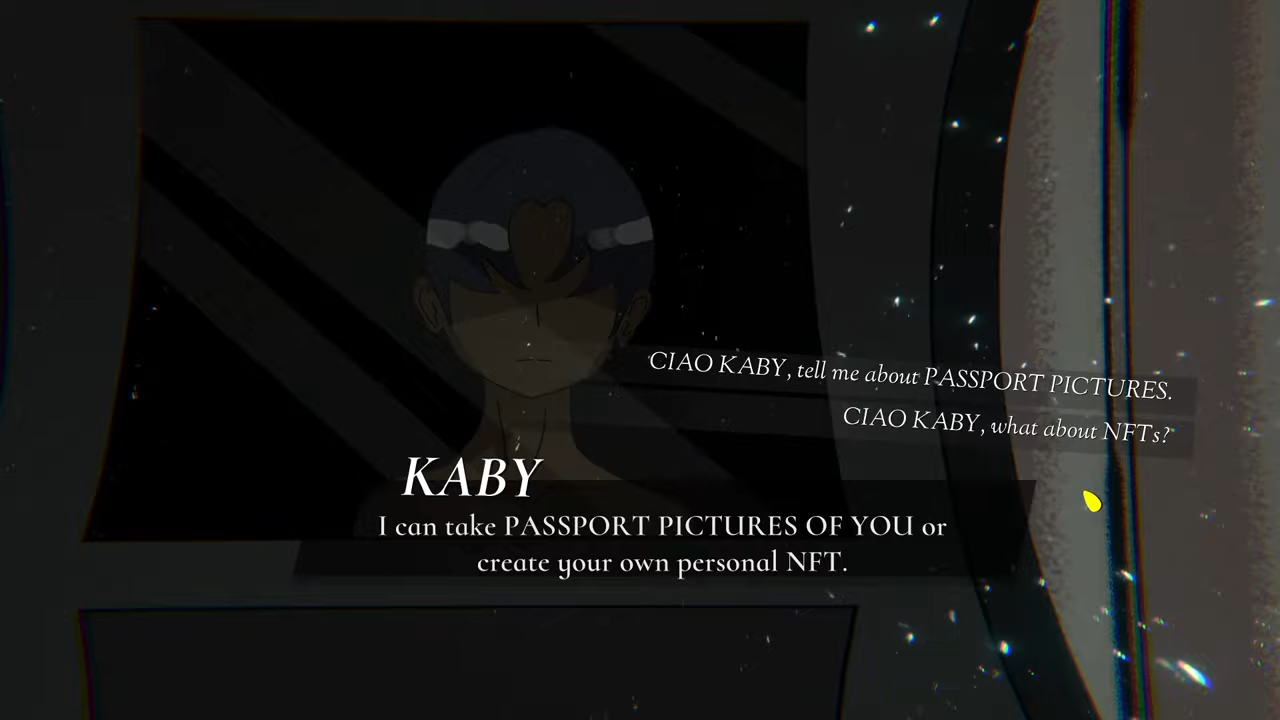 CIAO KABY, tell me about PASSPORT PICTURES.
CIAO KABY, what about NFTs?
KABY
I can take PASSPORT PICTURES OF YOU or
create your own personal NFT.